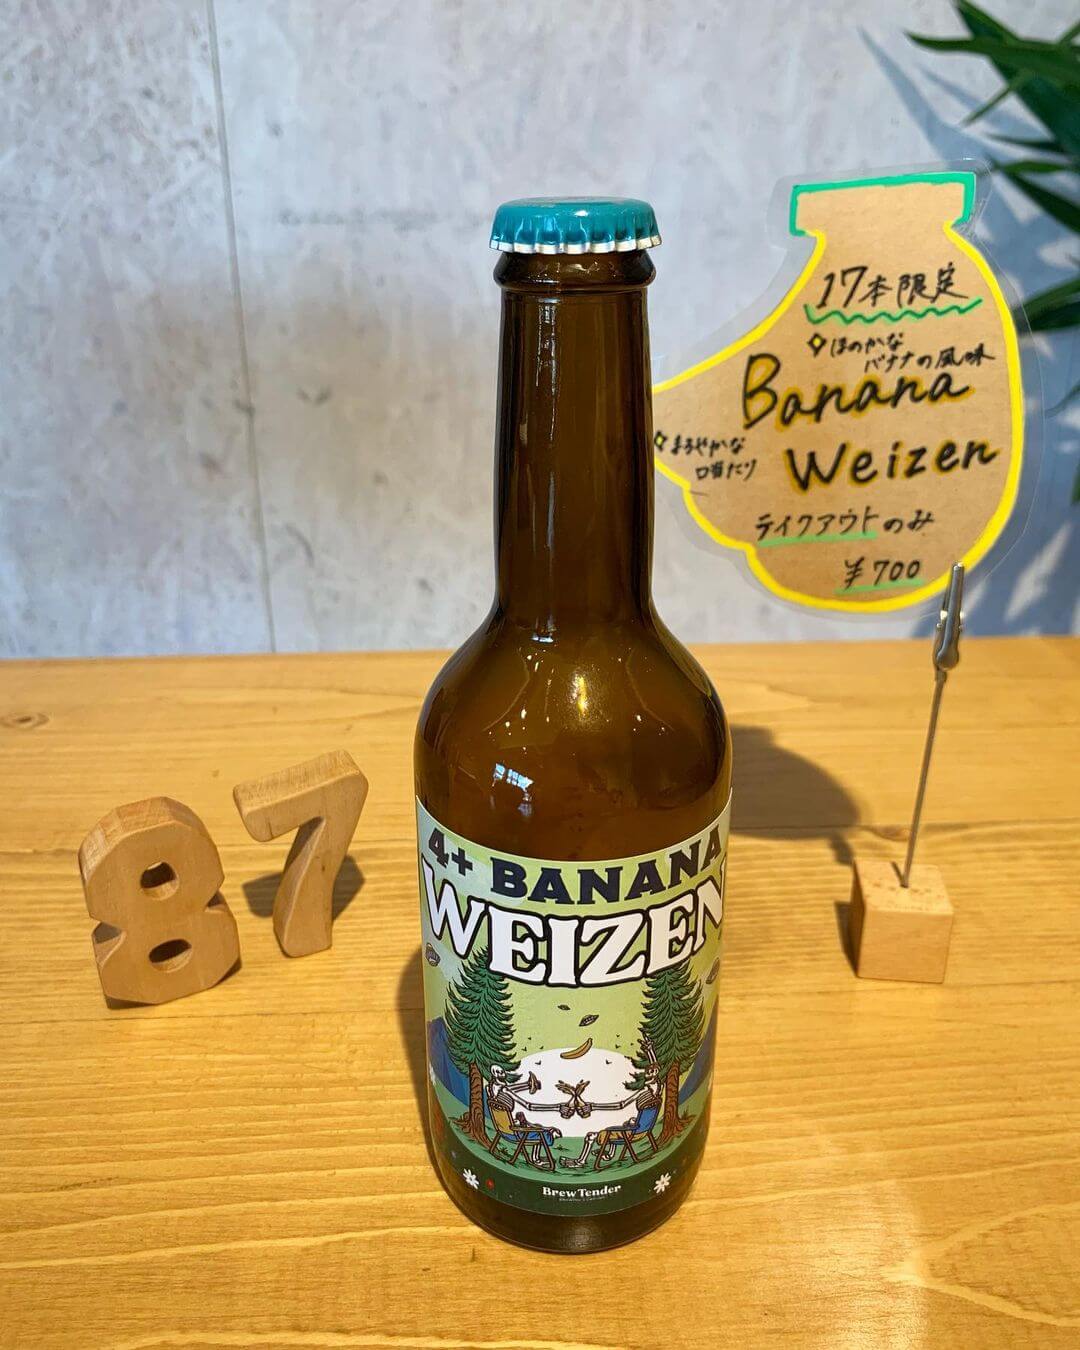 17本限定
ほのかな
バナナの風味
Banana
まろやかな
口当たり
Weizen
テイクアウトのみ
¥700
87
4+ BANANA
WEIZEN
BrewTender